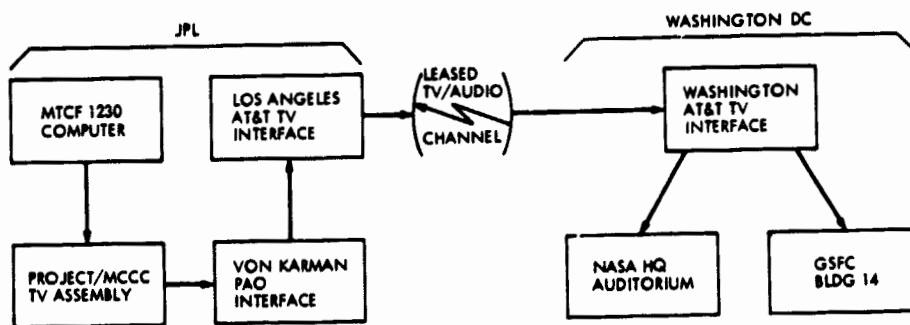 JPL
WASHINGTON DC
MTCF 1230
COMPUTER
LOS ANGELES
AT&T TV
INTERFACE
(LEASED
TV/AUDIO
CHANNEL)
WASHINGTON
AT&T TV
INTERFACE
PROJECT/MCCC
TV ASSEMBLY
VON KARMAN
PAO
INTERFACE
NASA HQ
AUDITORIUM
GSFC
BLDG 14